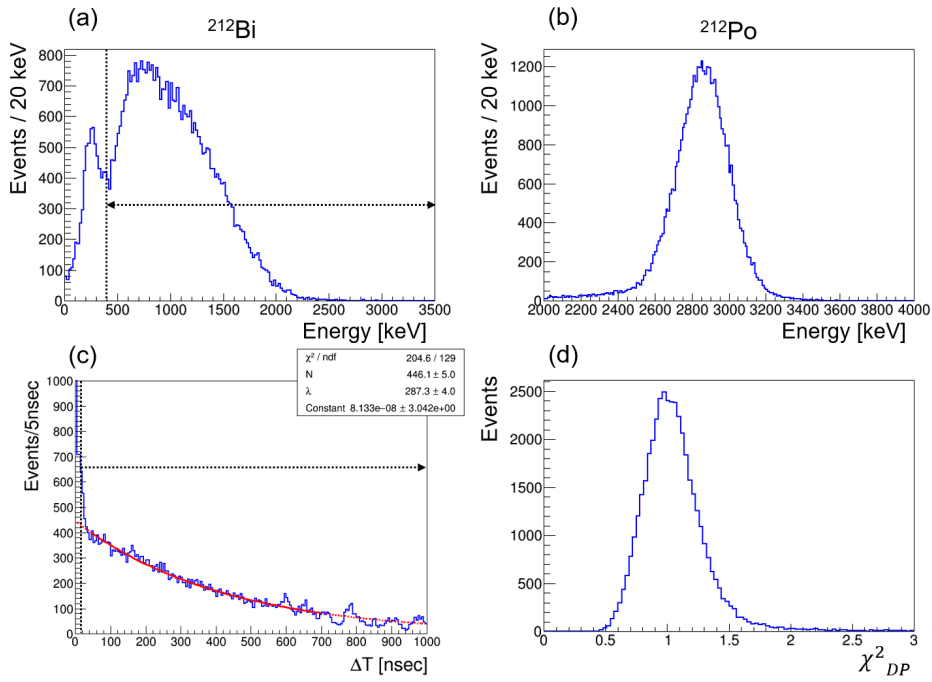 (a)
²¹²Bi
Events / 20 keV
800
700
600
500
400
300
200
100
0
0 500 1000 1500 2000 2500 3000 3500
Energy [keV]
(b)
²¹²Po
Events / 20 keV
1200
1000
800
600
400
200
0
2000 2200 2400 2600 2800 3000 3200 3400 3600 3800 4000
Energy [keV]
(c)
χ² / ndf 204.6 / 129
N 446.1 ± 5.0
λ 287.3 ± 4.0
Constant 8.133e−08 ± 3.042e+00
Events/5nsec
1000
900
800
700
600
500
400
300
200
100
0
0 100 200 300 400 500 600 700 800 900 1000
ΔT [nsec]
(d)
Events
2500
2000
1500
1000
500
0
0 0.5 1 1.5 2 2.5 3
χ²_DP